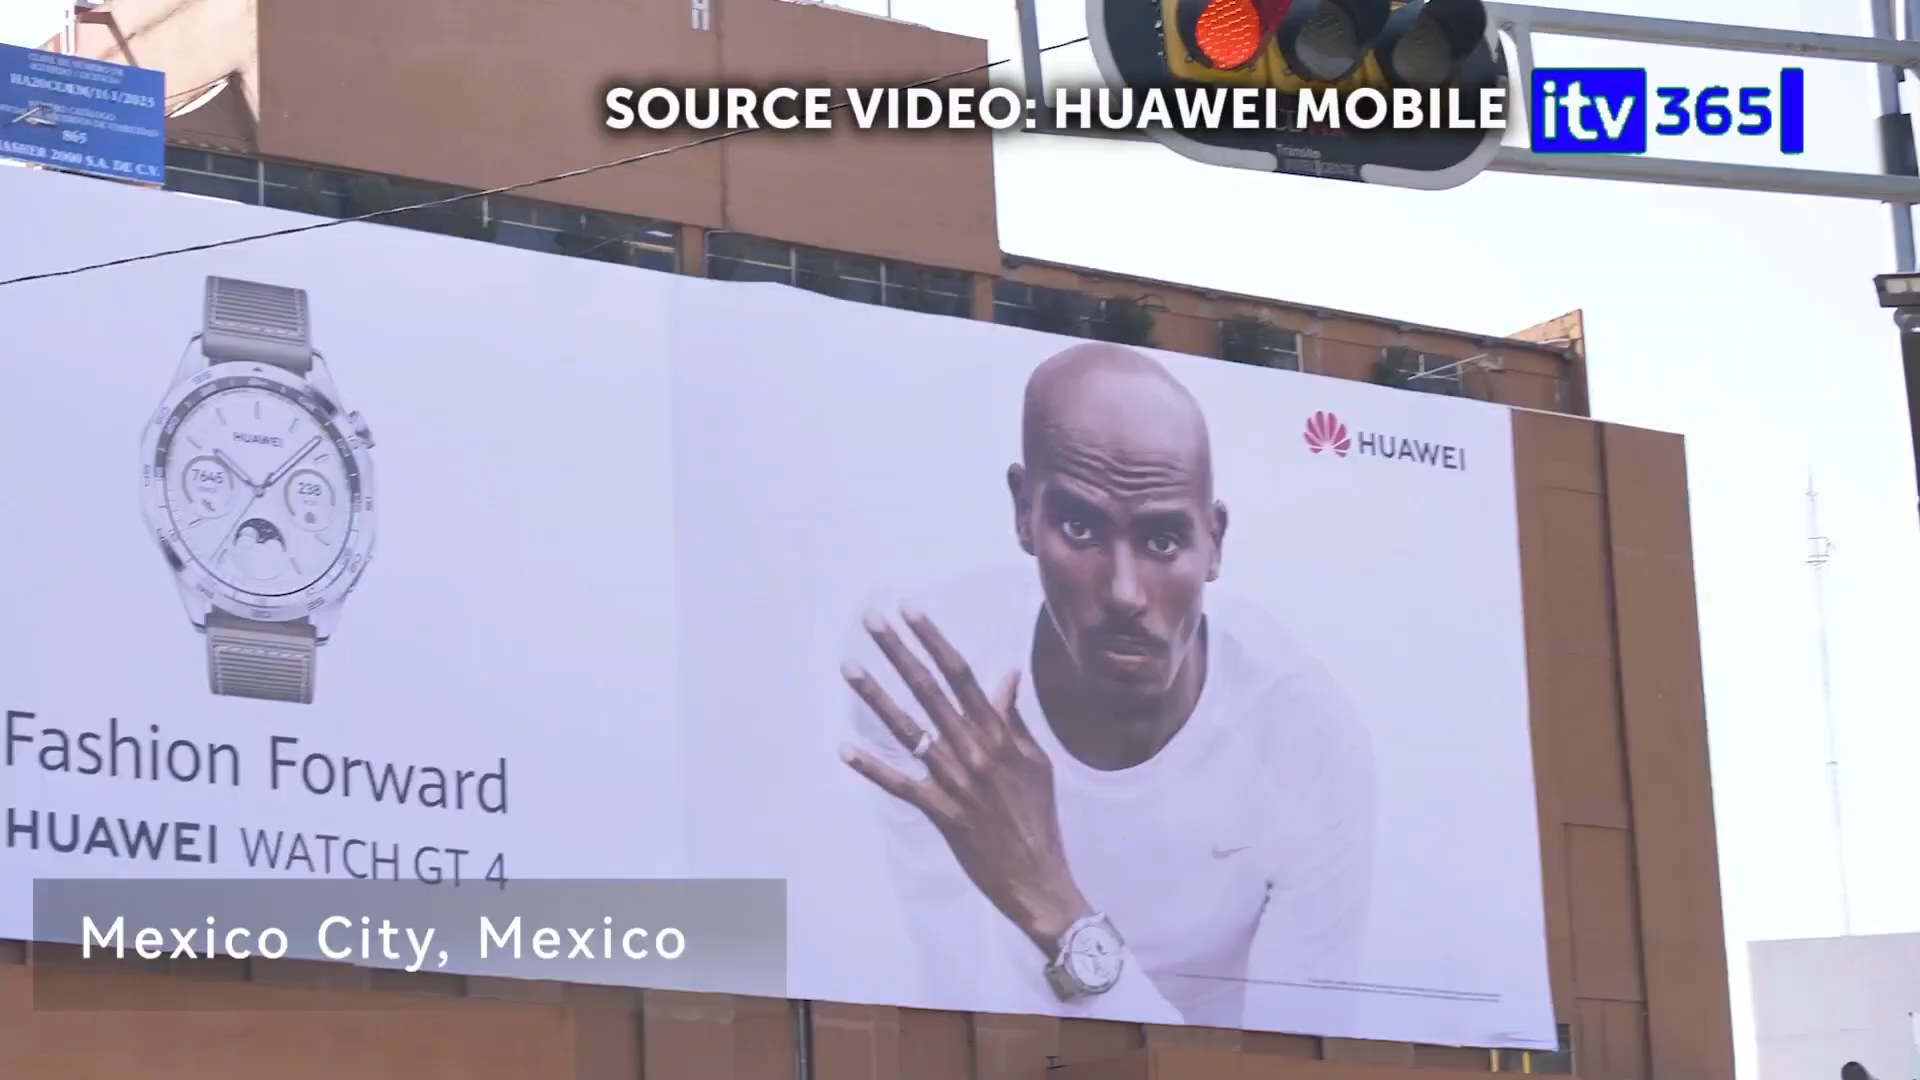 SOURCE VIDEO: HUAWEI MOBILE
itv 365
865
HUAWEI
HUAWEI
7645
238
Fashion Forward
HUAWEI WATCH GT 4
Mexico City, Mexico